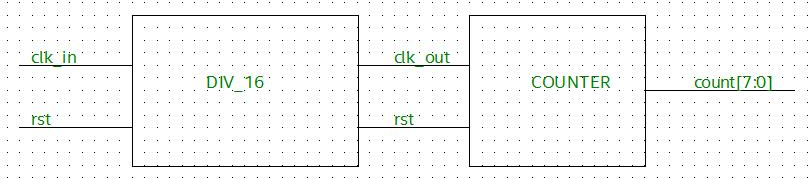 clk_in
clk_out
DIV_16
COUNTER
count[7:0]
rst
rst